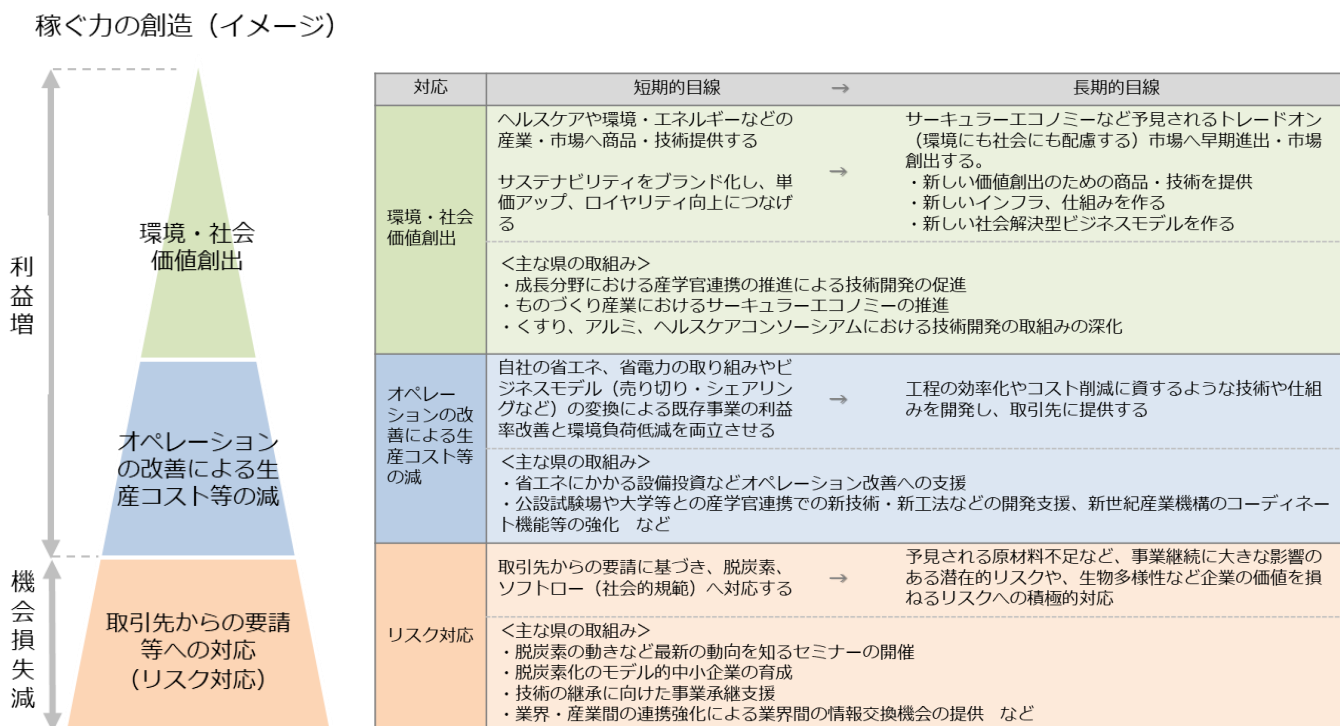 稼ぐ力の創造（イメージ）
利
益
増
機
会
損
失
減
環境・社会
価値創出
オペレーション
の改善による生
産コスト等の減
取引先からの要請
等への対応
（リスク対応）
対応 短期的目線 → 長期的目線
環境・社会
価値創出
ヘルスケアや環境・エネルギーなどの
産業・市場へ商品・技術提供する
サステナビリティをブランド化し、単
価アップ、ロイヤリティ向上につなげ
る
→
サーキュラーエコノミーなど予見されるトレードオン
（環境にも社会にも配慮する）市場へ早期進出・市場
創出する。
・新しい価値創出のための商品・技術を提供
・新しいインフラ、仕組みを作る
・新しい社会解決型ビジネスモデルを作る
＜主な県の取組み＞
・成長分野における産学官連携の推進による技術開発の促進
・ものづくり産業におけるサーキュラーエコノミーの推進
・くすり、アルミ、ヘルスケアコンソーシアムにおける技術開発の取組みの深化
オペレー
ションの改
善による生
産コスト等
の減
自社の省エネ、省電力の取り組みやビ
ジネスモデル（売り切り・シェアリン
グなど）の変換による既存事業の利益
率改善と環境負荷低減を両立させる
→
工程の効率化やコスト削減に資するような技術や仕組
みを開発し、取引先に提供する
＜主な県の取組み＞
・省エネにかかる設備投資などオペレーション改善への支援
・公設試験場や大学等との産学官連携での新技術・新工法などの開発支援、新世紀産業機構のコーディネー
ト機能等の強化　など
リスク対応
取引先からの要請に基づき、脱炭素、
ソフトロー（社会的規範）へ対応する
→
予見される原材料不足など、事業継続に大きな影響の
ある潜在的リスクや、生物多様性など企業の価値を損
ねるリスクへの積極的対応
＜主な県の取組み＞
・脱炭素の動きなど最新の動向を知るセミナーの開催
・脱炭素化のモデル的中小企業の育成
・技術の継承に向けた事業承継支援
・業界・産業間の連携強化による業界間の情報交換機会の提供　など